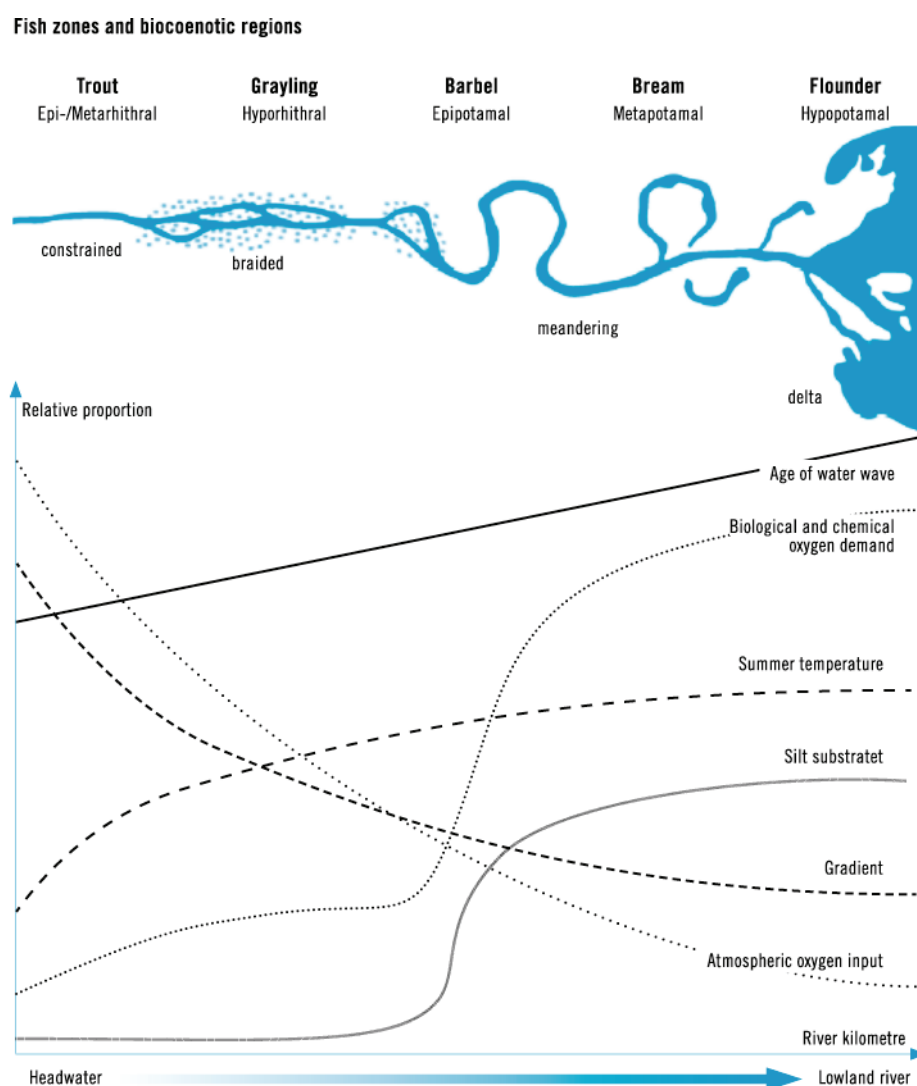 Fish zones and biocoenotic regions
Trout
Epi-/Metarhithral
Grayling
Hyporhithral
Barbel
Epipotamal
Bream
Metapotamal
Flounder
Hypopotamal
constrained
braided
meandering
delta
Relative proportion
Age of water wave
Biological and chemical
oxygen demand
Summer temperature
Silt substratet
Gradient
Atmospheric oxygen input
River kilometre
Headwater
Lowland river